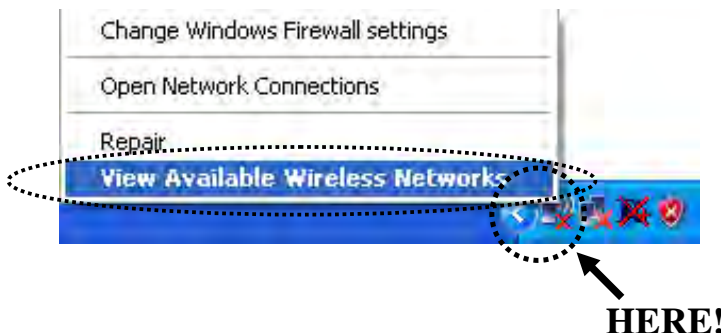 Change Windows Firewall settings
Open Network Connections
Repair
View Available Wireless Networks
HERE!